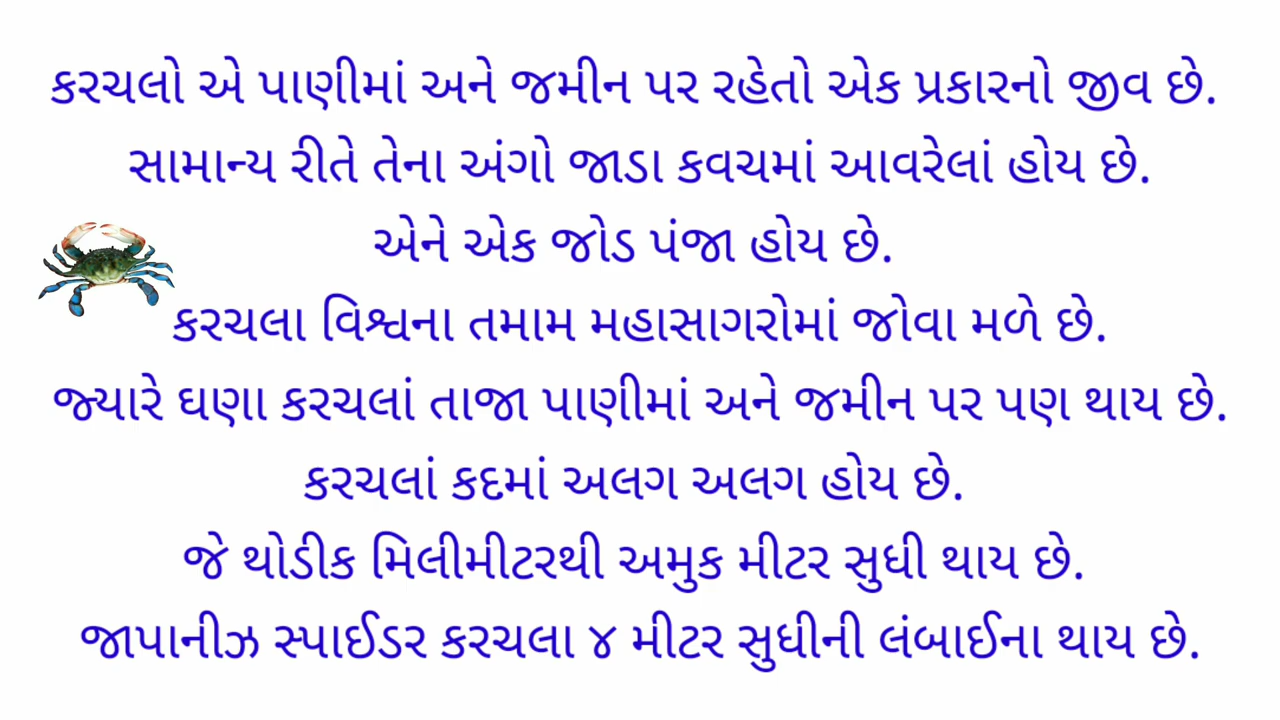 કરચલો એ પાણીમાં અને જમીન પર રહેતો એક પ્રકારનો જીવ છે.
સામાન્ય રીતે તેના અંગો જાડા કવચમાં આવરેલાં હોય છે.
એને એક જોડ પંજા હોય છે.
કરચલા વિશ્વના તમામ મહાસાગરોમાં જોવા મળે છે.
જ્યારે ઘણા કરચલાં તાજા પાણીમાં અને જમીન પર પણ થાય છે.
કરચલાં કદમાં અલગ અલગ હોય છે.
જે થોડીક મિલીમીટરથી અમુક મીટર સુધી થાય છે.
જાપાનીઝ સ્પાઈડર કરચલા ૪ મીટર સુધીની લંબાઈના થાય છે.